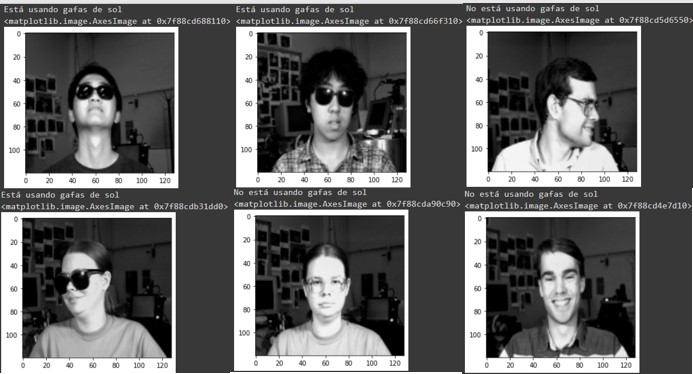 Está usando gafas de sol
<matplotlib.image.AxesImage at 0x7f88cd688110>
0
20
40
60
80
100
0 20 40 60 80 100 120
Está usando gafas de sol
<matplotlib.image.AxesImage at 0x7f88cd66f310>
0
20
40
60
80
100
0 20 40 60 80 100 120
No está usando gafas de sol
<matplotlib.image.AxesImage at 0x7f88cd5d6550>
0
20
40
60
80
100
0 20 40 60 80 100 120
Está usando gafas de sol
<matplotlib.image.AxesImage at 0x7f88cdb31dd0>
0
20
40
60
80
100
0 20 40 60 80 100 120
No está usando gafas de sol
<matplotlib.image.AxesImage at 0x7f88cda90c90>
0
20
40
60
80
100
0 20 40 60 80 100 120
No está usando gafas de sol
<matplotlib.image.AxesImage at 0x7f88cd4e7d10>
0
20
40
60
80
100
0 20 40 60 80 100 120